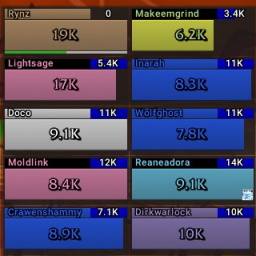 Rynz 0 Makeemgrind 3.4K
19K 6.2K
Lightsage 5.4K Inarah 11K
17K 8.3K
Doco 11K Wolfghost 11K
9.1K 7.8K
Moldlink 12K Reaneadora 14K
8.4K 9.1K
Crawenshammy 7.1K Dirkwarlock 10K
8.9K 10K